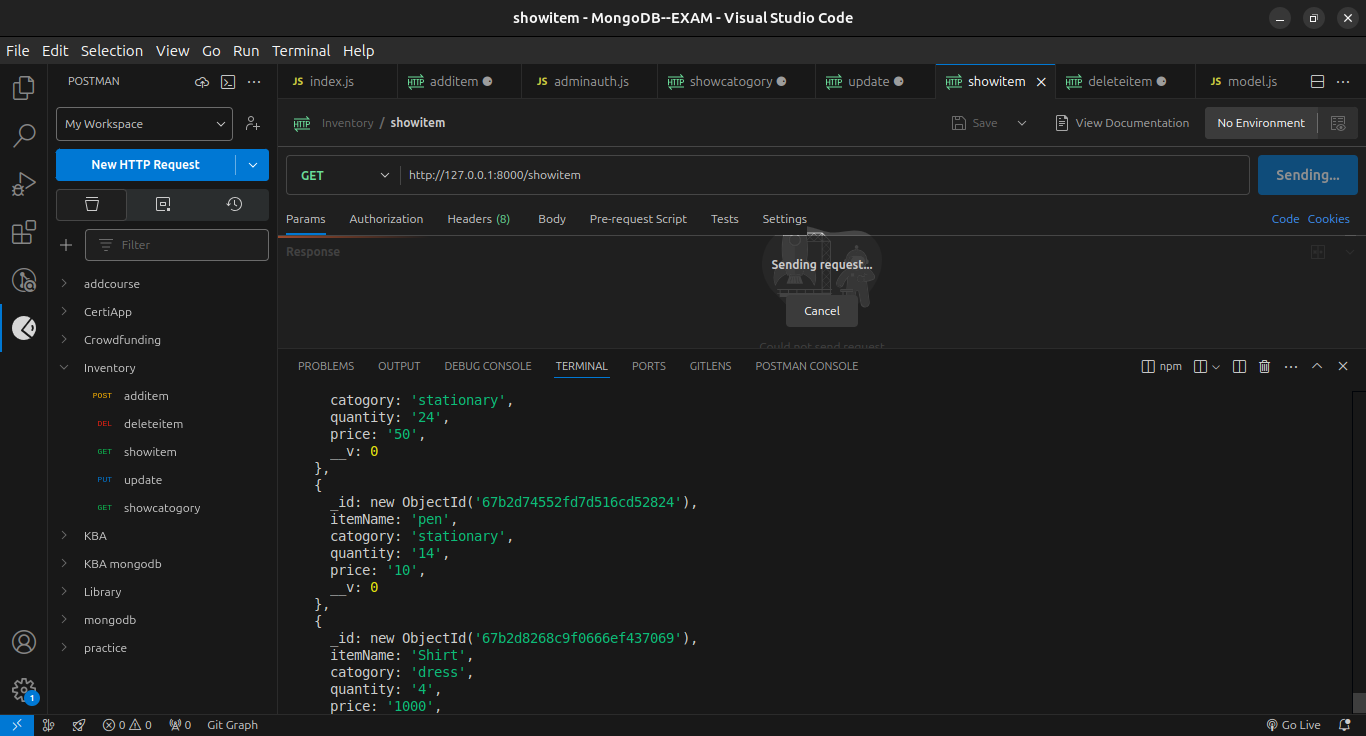 showitem - MongoDB--EXAM - Visual Studio Code
File Edit Selection View Go Run Terminal Help
POSTMAN
My Workspace
New HTTP Request
Filter
addcourse
CertiApp
Crowdfunding
Inventory
POST additem
DEL deleteitem
GET showitem
PUT update
GET showcatogory
KBA
KBA mongodb
Library
mongodb
practice
JS index.js
HTTP additem
JS adminauth.js
HTTP showcatogory
HTTP update
HTTP showitem
HTTP deleteitem
JS model.js
HTTP Inventory / showitem
Save
View Documentation
No Environment
GET http://127.0.0.1:8000/showitem
Sending...
Params Authorization Headers (8) Body Pre-request Script Tests Settings
Code Cookies
Response
Sending request...
Cancel
Could not send request
PROBLEMS OUTPUT DEBUG CONSOLE TERMINAL PORTS GITLENS POSTMAN CONSOLE
npm
catogory: 'stationary',
quantity: '24',
price: '50',
__v: 0
},
{
_id: new ObjectId('67b2d74552fd7d516cd52824'),
itemName: 'pen',
catogory: 'stationary',
quantity: '14',
price: '10',
__v: 0
},
{
_id: new ObjectId('67b2d8268c9f0666ef437069'),
itemName: 'Shirt',
catogory: 'dress',
quantity: '4',
price: '1000',
1
0 0 0 Git Graph
Go Live